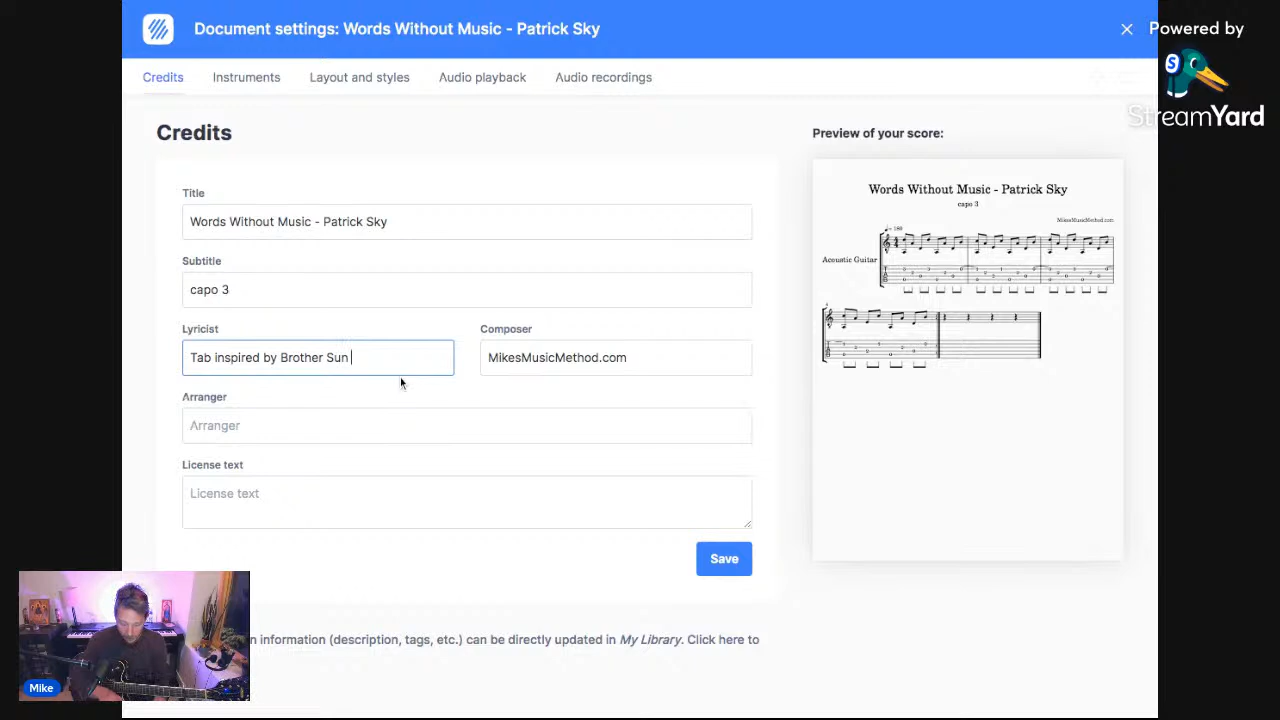 Document settings: Words Without Music - Patrick Sky
Powered by
StreamYard
Credits
Instruments
Layout and styles
Audio playback
Audio recordings
Credits
Title
Words Without Music - Patrick Sky
Subtitle
capo 3
Lyricist
Composer
Tab inspired by Brother Sun
MikesMusicMethod.com
Arranger
Arranger
License text
License text
Save
n information (description, tags, etc.) can be directly updated in My Library. Click here to
Preview of your score:
Words Without Music - Patrick Sky
capo 3
MikesMusicMethod.com
= 180
Acoustic Guitar
Mike